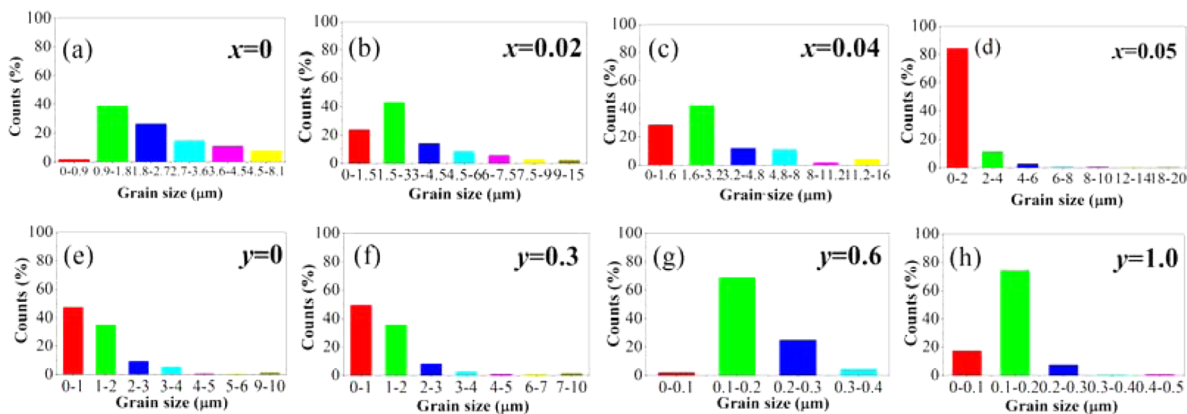 (a) x=0
Counts (%)
100
80
60
40
20
0
0-0.9 0.9-1.8 1.8-2.7 2.7-3.6 3.6-4.5 4.5-8.1
Grain size (μm)
(b) x=0.02
Counts (%)
100
80
60
40
20
0
0-1.5 1.5-3 3-4.5 4.5-6 6-7.5 7.5-9 9-15
Grain size (μm)
(c) x=0.04
Counts (%)
100
80
60
40
20
0
0-1.6 1.6-3.2 3.2-4.8 4.8-8 8-11.2 11.2-16
Grain size (μm)
(d) x=0.05
Counts (%)
100
80
60
40
20
0
0-2 2-4 4-6 6-8 8-10 12-14 18-20
Grain size (μm)
(e) y=0
Counts (%)
100
80
60
40
20
0
0-1 1-2 2-3 3-4 4-5 5-6 9-10
Grain size (μm)
(f) y=0.3
Counts (%)
100
80
60
40
20
0
0-1 1-2 2-3 3-4 4-5 6-7 7-10
Grain size (μm)
(g) y=0.6
Counts (%)
100
80
60
40
20
0
0-0.1 0.1-0.2 0.2-0.3 0.3-0.4
Grain size (μm)
(h) y=1.0
Counts (%)
100
80
60
40
20
0
0-0.1 0.1-0.20 0.2-0.30 0.3-0.40 0.4-0.5
Grain size (μm)